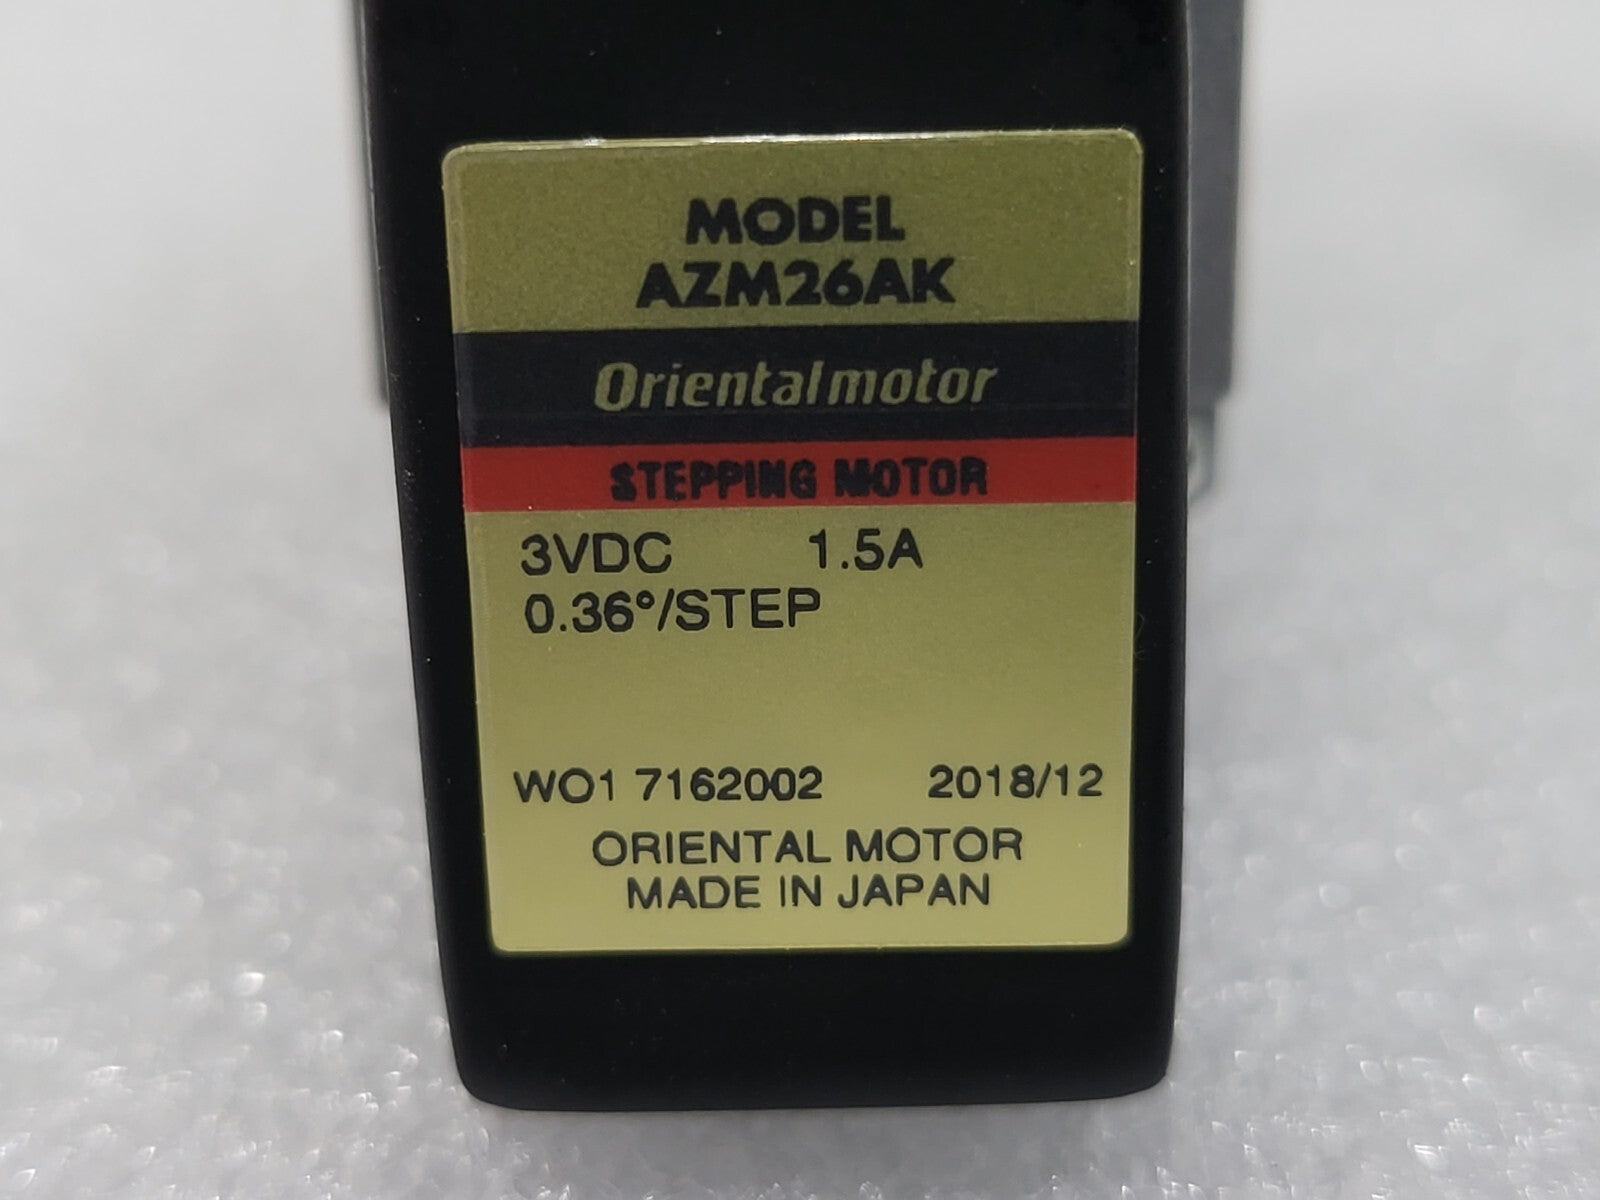 MODEL
AZM26AK
Orientalmotor
STEPPING MOTOR
3VDC 1.5A
0.36°/STEP
WO1 7162002 2018/12
ORIENTAL MOTOR
MADE IN JAPAN